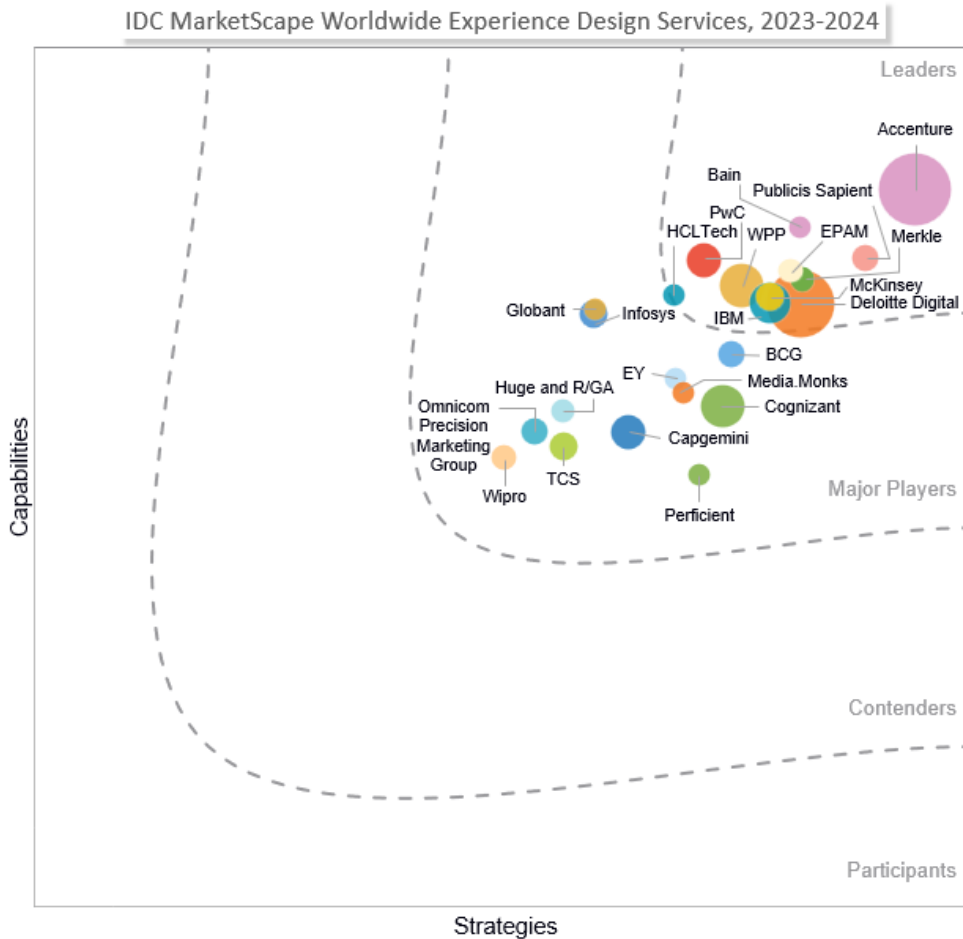 IDC MarketScape Worldwide Experience Design Services, 2023-2024
Leaders
Accenture
Bain
Publicis Sapient
PwC
HCLTech
WPP
EPAM
Merkle
McKinsey
Deloitte Digital
IBM
Globant
Infosys
BCG
EY
Media.Monks
Huge and R/GA
Cognizant
Omnicom
Precision
Marketing
Group
Capgemini
TCS
Wipro
Perficient
Major Players
Capabilities
Contenders
Participants
Strategies